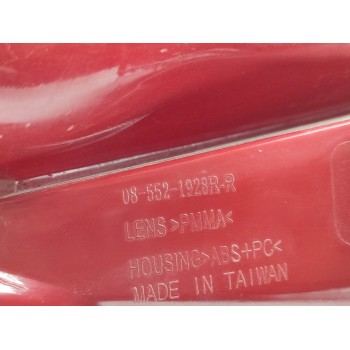 08-552-1928R-R
LENS>PMMA<
HOUSING>ABS+PC<
MADE IN TAIWAN